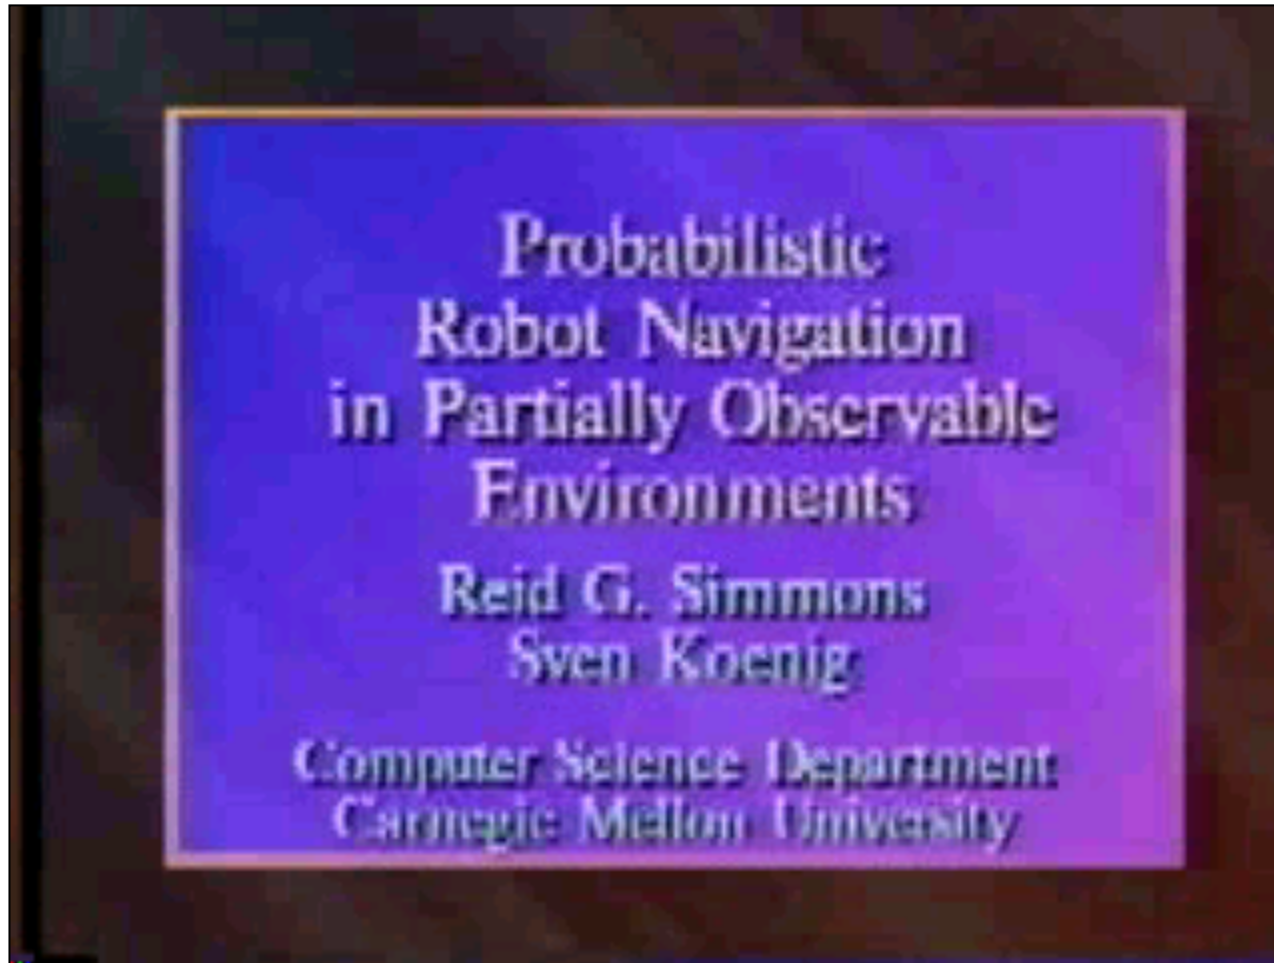 Probabilistic
Robot Navigation
in Partially Observable
Environments
Reid G. Simmons
Sven Koenig
Computer Science Department
Carnegie Mellon University